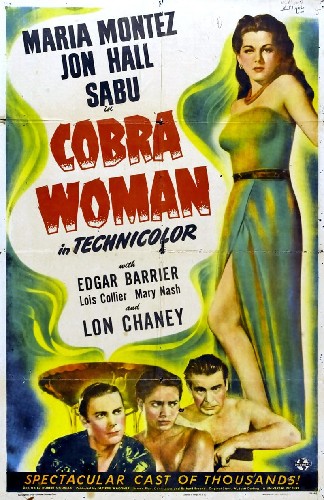 MARIA MONTEZ
JON HALL
SABU
in
COBRA
WOMAN
in TECHNICOLOR
with
EDGAR BARRIER
Lois Collier Mary Nash
and
LON CHANEY
SPECTACULAR CAST OF THOUSANDS!